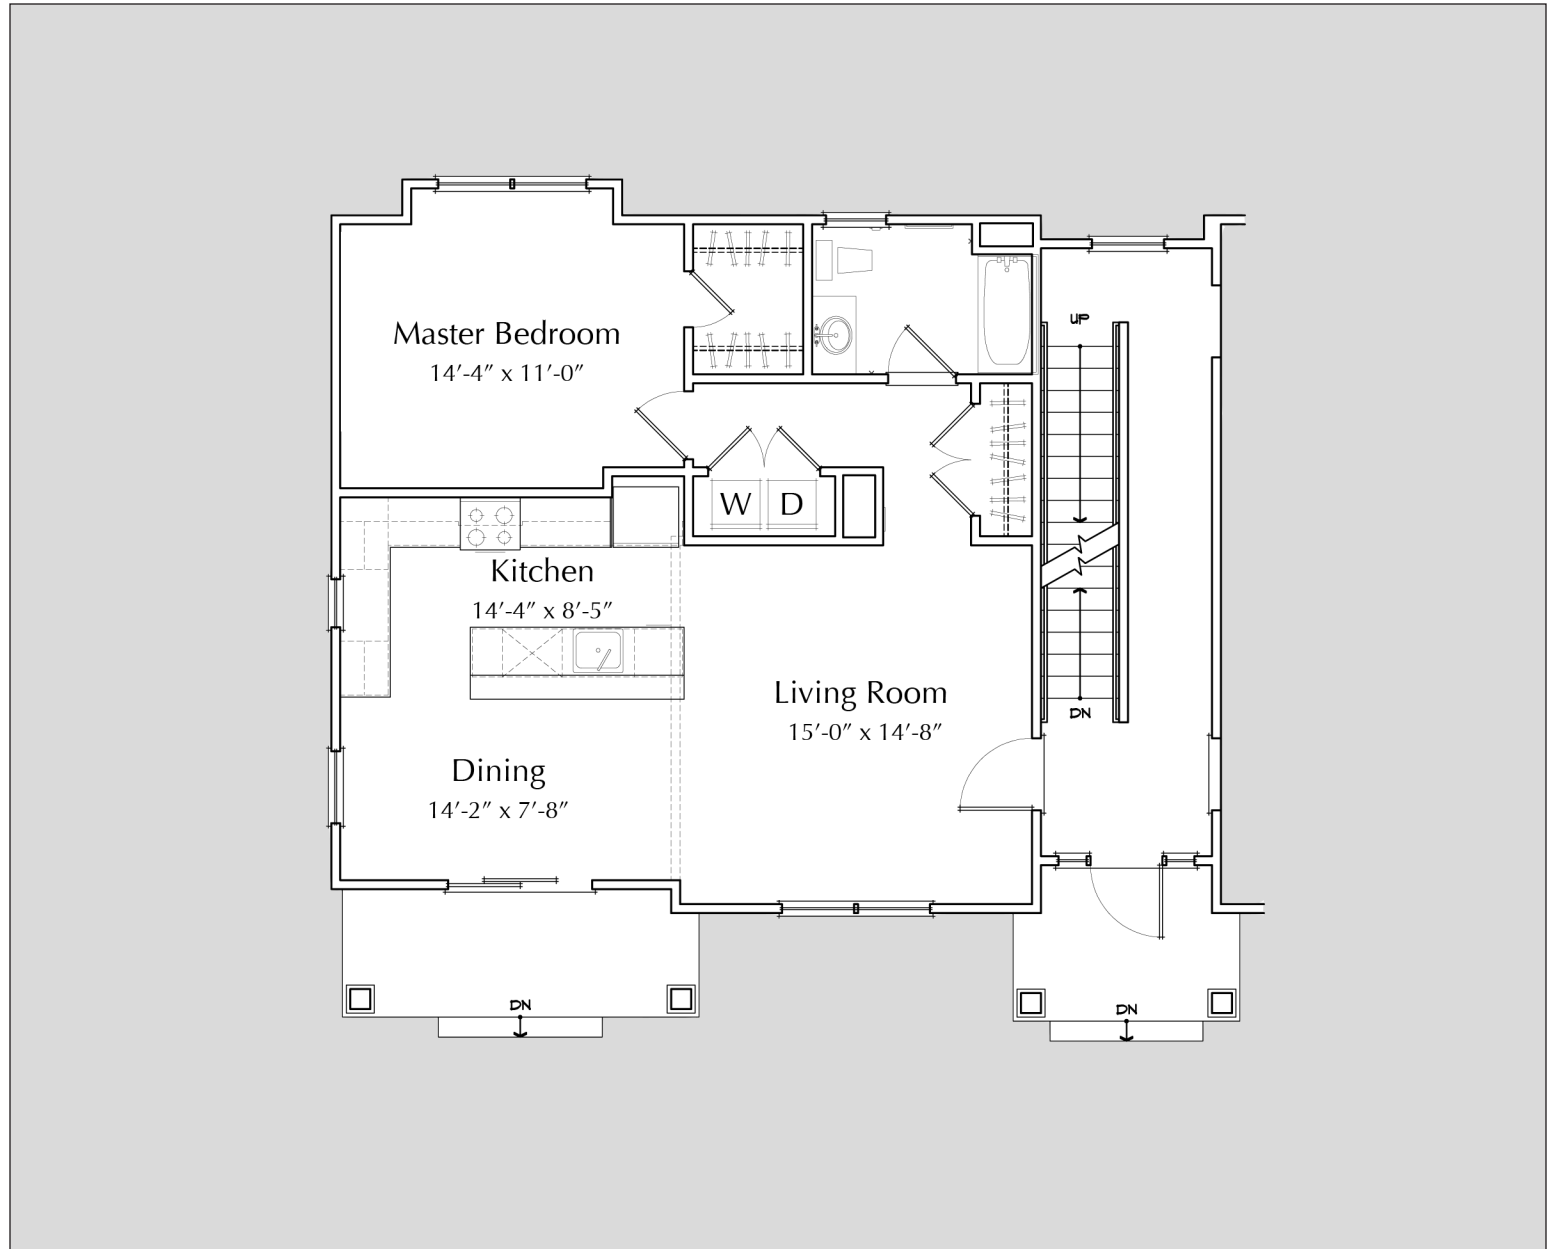 UP
Master Bedroom
14′-4″ x 11′-0″
W D
Kitchen
14′-4″ x 8′-5″
Living Room
15′-0″ x 14′-8″
DN
Dining
14′-2″ x 7′-8″
DN
DN